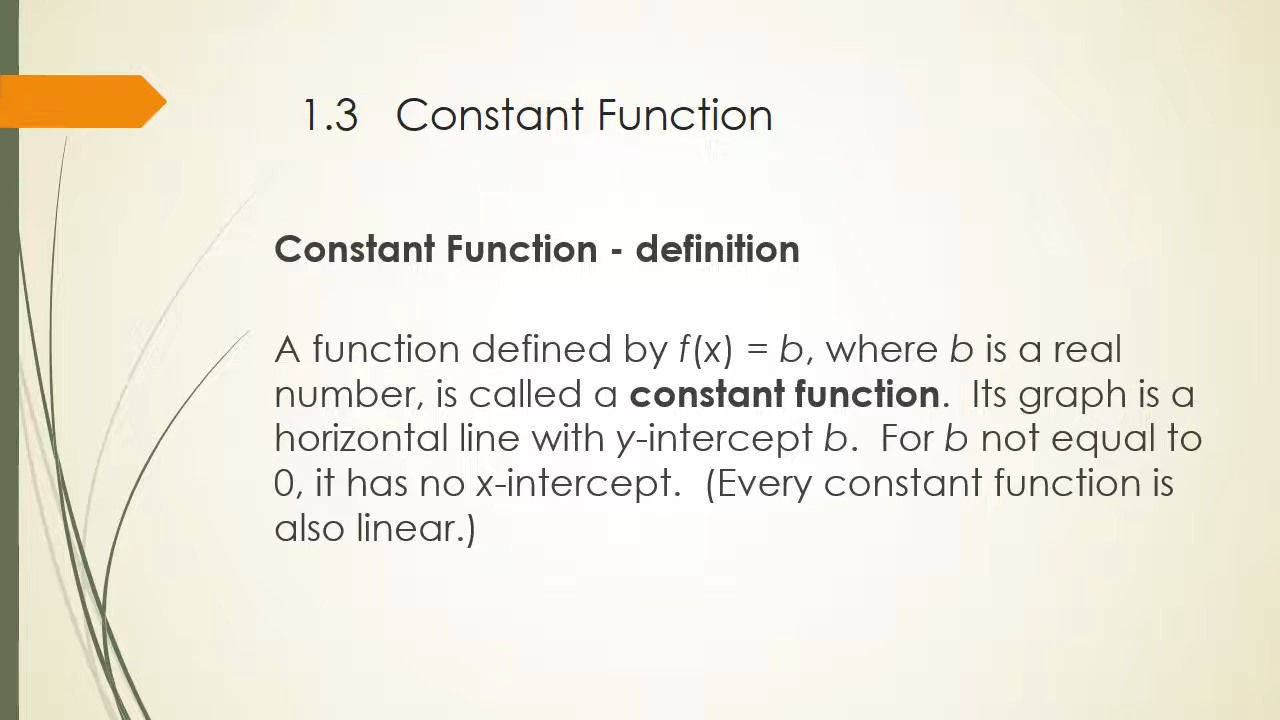 1.3 Constant Function
Constant Function - definition
A function defined by f(x) = b, where b is a real
number, is called a constant function. Its graph is a
horizontal line with y-intercept b. For b not equal to
0, it has no x-intercept. (Every constant function is
also linear.)